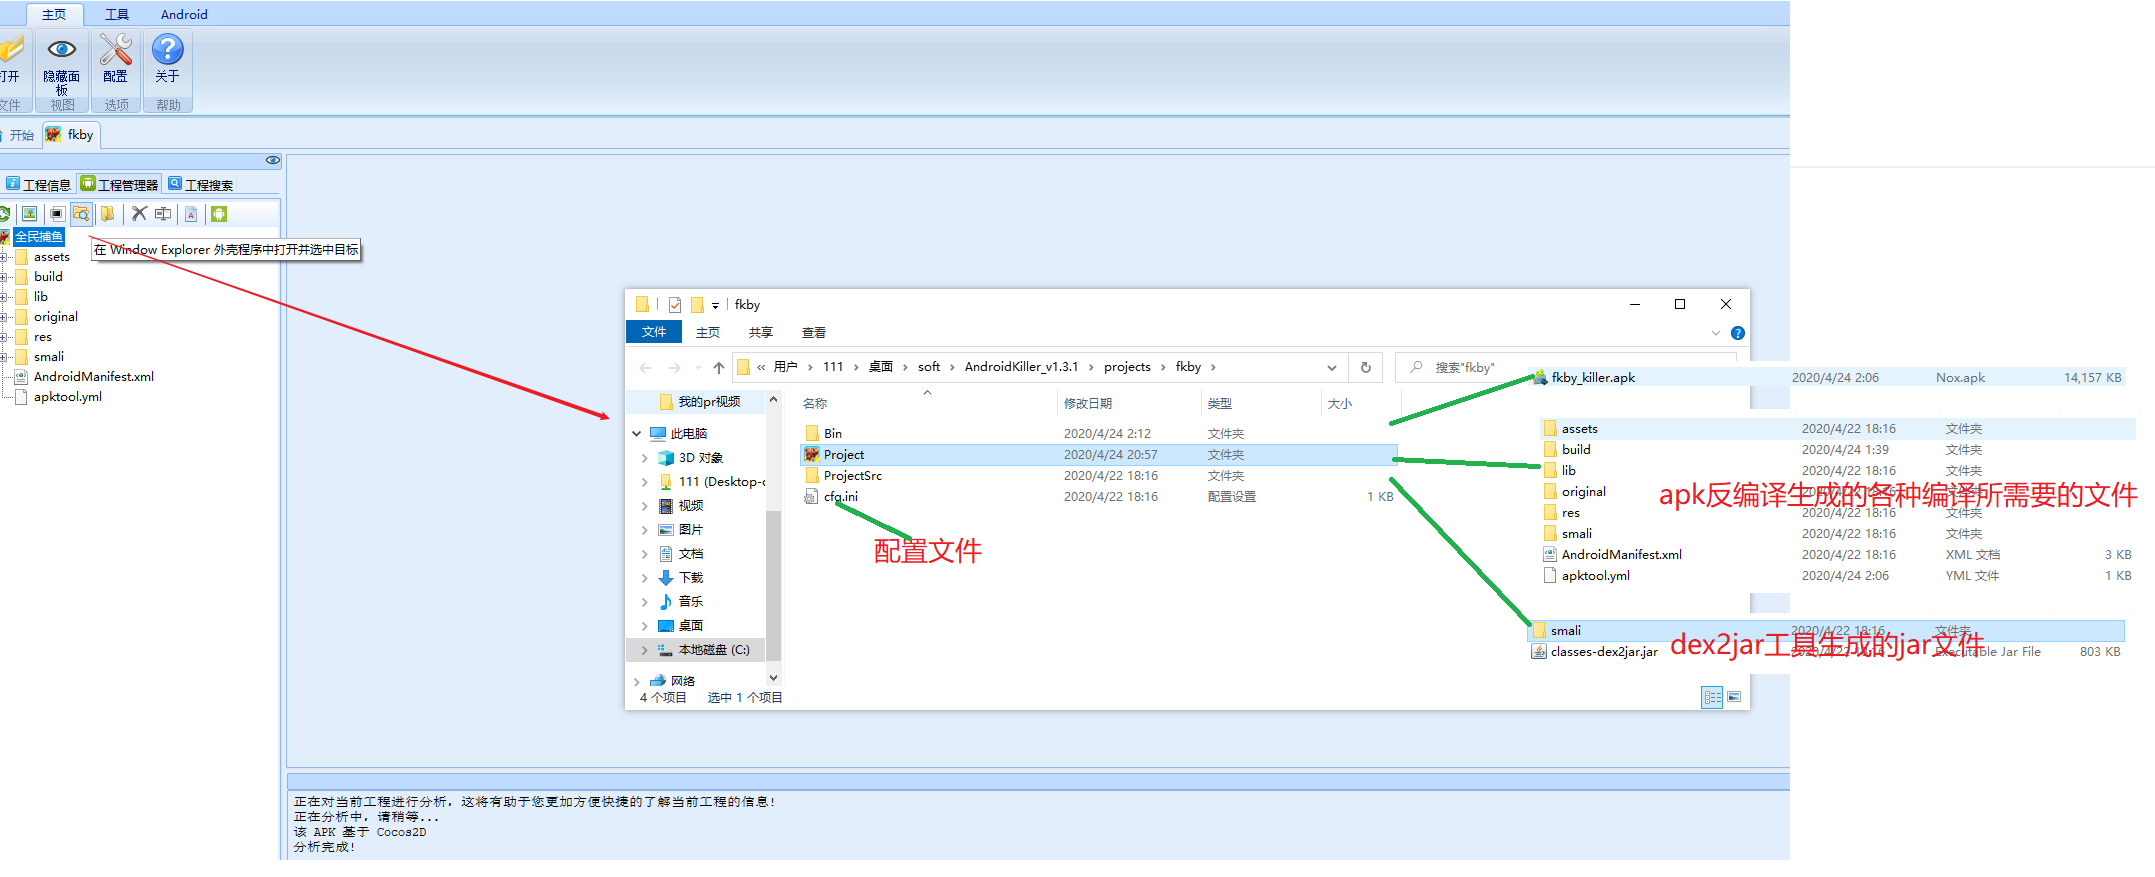 主页 工具 Android
打开 隐藏面板 配置 关于
文件 视图 选项 帮助
开始 fkby
工程信息 工程管理器 工程搜索
全民捕鱼
在 Window Explorer 外壳程序中打开并选中目标
assets
build
lib
original
res
smali
AndroidManifest.xml
apktool.yml
fkby
文件 主页 共享 查看
« 用户 › 111 › 桌面 › soft › AndroidKiller_v1.3.1 › projects › fkby ›
搜索"fkby"
我的pr视频
此电脑
3D 对象
111 (Desktop-c
视频
图片
文档
下载
音乐
桌面
本地磁盘 (C:)
网络
名称 修改日期 类型 大小
Bin 2020/4/24 2:12 文件夹
Project 2020/4/24 20:57 文件夹
ProjectSrc 2020/4/22 18:16 文件夹
cfg.ini 2020/4/22 18:16 配置设置 1 KB
配置文件
4 个项目 选中 1 个项目
fkby_killer.apk 2020/4/24 2:06 Nox.apk 14,157 KB
assets 2020/4/22 18:16 文件夹
build 2020/4/24 1:39 文件夹
lib 2020/4/22 18:16 文件夹
original 2020/4/22 18:16 文件夹
apk反编译生成的各种编译所需要的文件
res 2020/4/22 18:16 文件夹
smali 2020/4/22 18:16 文件夹
AndroidManifest.xml 2020/4/22 18:16 XML 文档 3 KB
apktool.yml 2020/4/24 2:06 YML 文件 1 KB
smali 2020/4/22 18:16 文件夹
dex2jar工具生成的jar文件
classes-dex2jar.jar 2020/4/22 18:16 Executable Jar File 803 KB
正在对当前工程进行分析，这将有助于您更加方便快捷的了解当前工程的信息!
正在分析中，请稍等...
该 APK 基于 Cocos2D
分析完成!